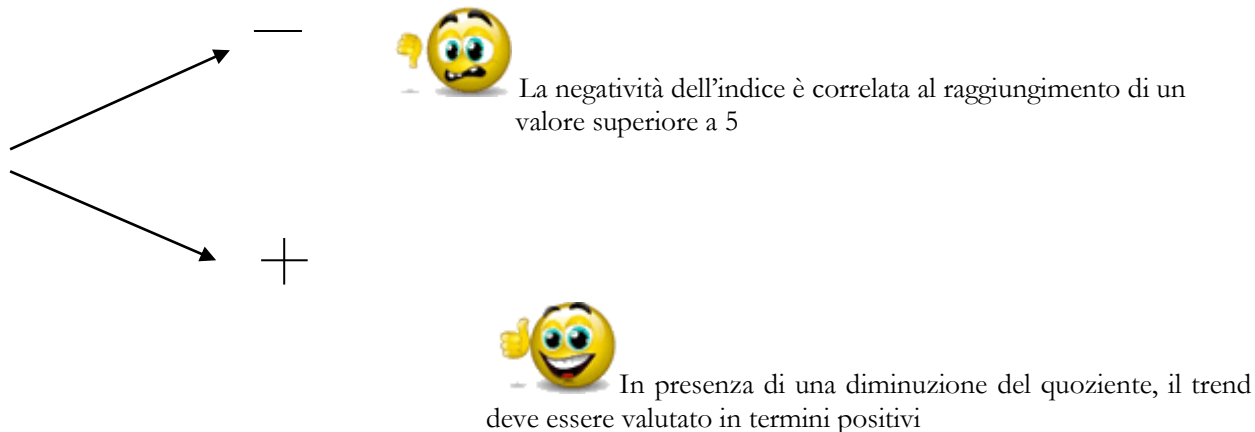 —
La negatività dell’indice è correlata al raggiungimento di un
valore superiore a 5
+
In presenza di una diminuzione del quoziente, il trend
deve essere valutato in termini positivi